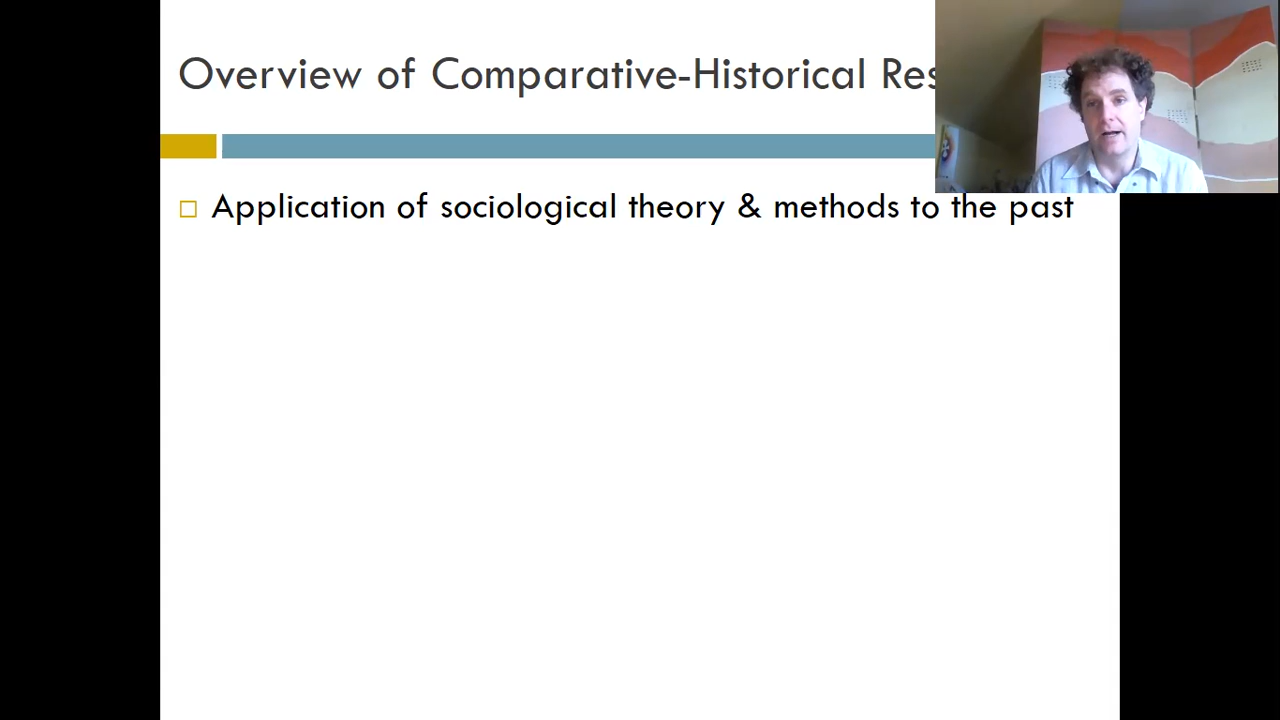 Overview of Comparative-Historical Res
Application of sociological theory & methods to the past